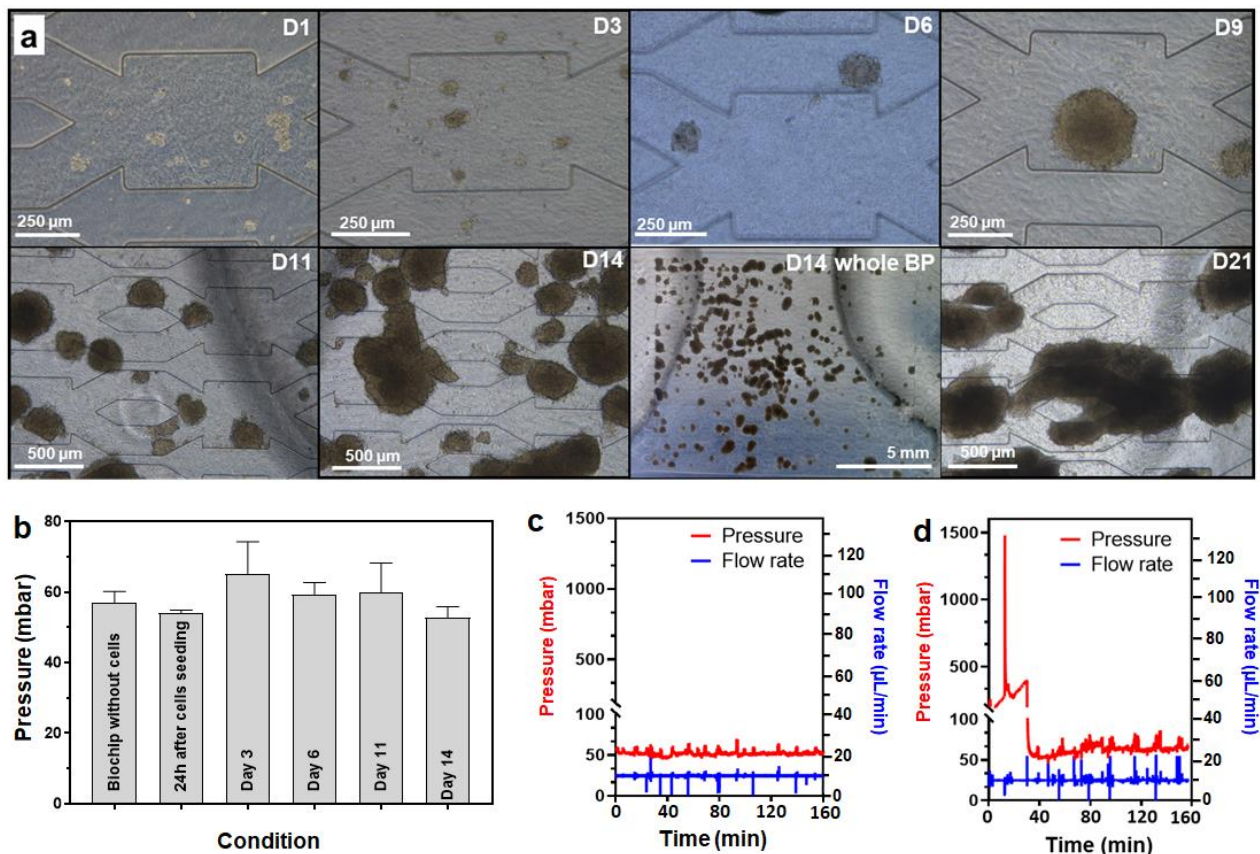 a
D1
D3
D6
D9
250 µm
250 µm
250 µm
250 µm
D11
D14
D14 whole BP
D21
500 µm
500 µm
5 mm
500 µm
b
Pressure (mbar)
80
60
40
20
0
Biochip without cells
24h after cells seeding
Day 3
Day 6
Day 11
Day 14
Condition
c
Pressure (mbar)
1500
1000
500
100
50
0
Pressure
Flow rate
120
100
80
60
40
20
0
Flow rate (µL/min)
0 40 80 120 160
Time (min)
d
Pressure (mbar)
1500
1000
500
100
50
0
Pressure
Flow rate
120
100
80
60
40
20
10
0
Flow rate (µL/min)
0 40 80 120 160
Time (min)